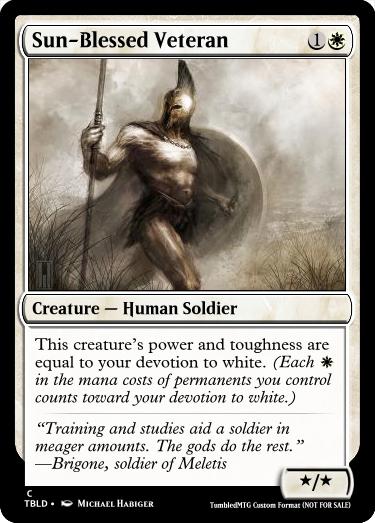 Sun-Blessed Veteran
1
Creature — Human Soldier
This creature's power and toughness are
equal to your devotion to white. (Each
in the mana costs of permanents you control
counts toward your devotion to white.)
"Training and studies aid a soldier in
meager amounts. The gods do the rest."
—Brigone, soldier of Meletis
*/*
C
TBLD • Michael Habiger
TumbledMTG Custom Format (NOT FOR SALE)